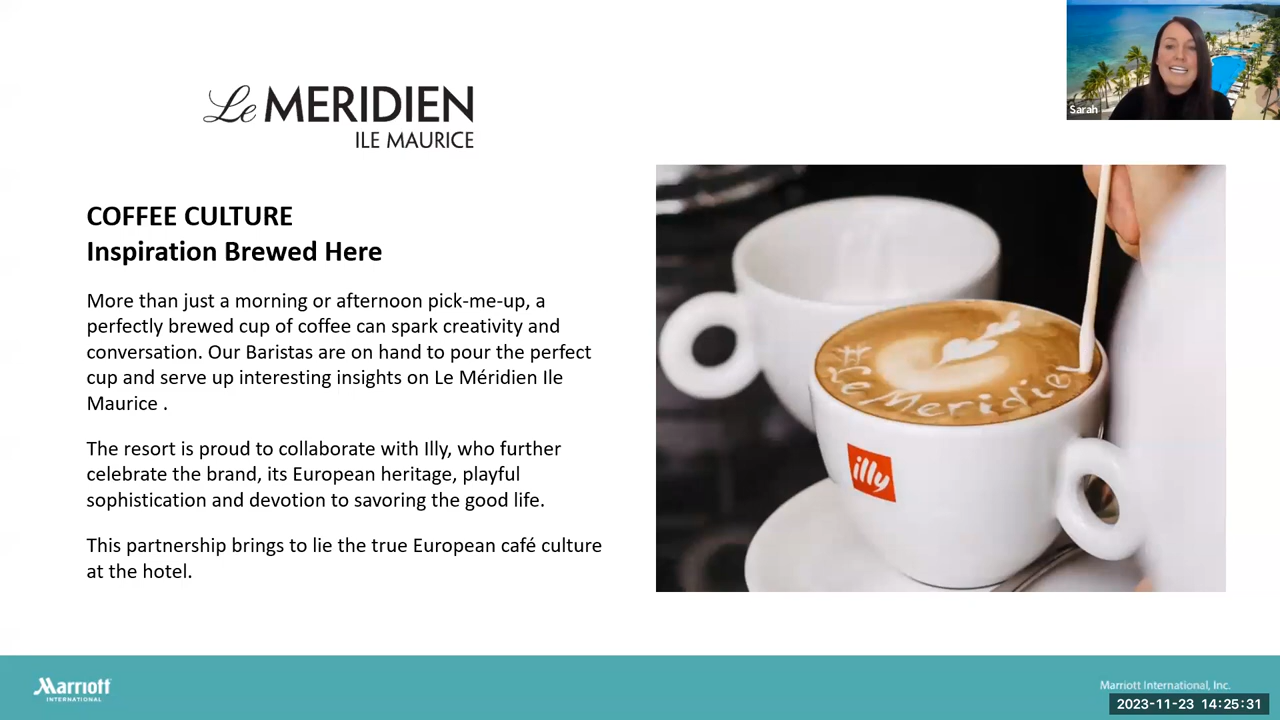 Le MERIDIEN
ILE MAURICE
Sarah
COFFEE CULTURE
Inspiration Brewed Here
More than just a morning or afternoon pick-me-up, a
perfectly brewed cup of coffee can spark creativity and
conversation. Our Baristas are on hand to pour the perfect
cup and serve up interesting insights on Le Méridien Ile
Maurice .
The resort is proud to collaborate with Illy, who further
celebrate the brand, its European heritage, playful
sophistication and devotion to savoring the good life.
This partnership brings to lie the true European café culture
at the hotel.
#LeMeridie
illy
Marriott
INTERNATIONAL
Marriott International, Inc.
2023-11-23 14:25:31